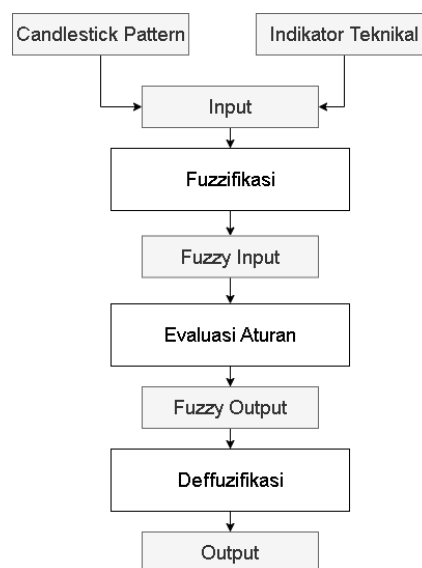 Candlestick Pattern
Indikator Teknikal
Input
Fuzzifikasi
Fuzzy Input
Evaluasi Aturan
Fuzzy Output
Deffuzifikasi
Output